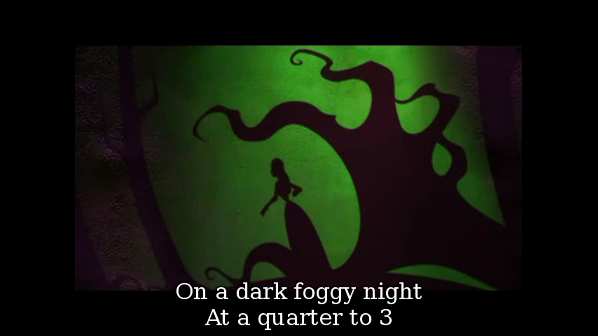 On a dark foggy night
At a quarter to 3